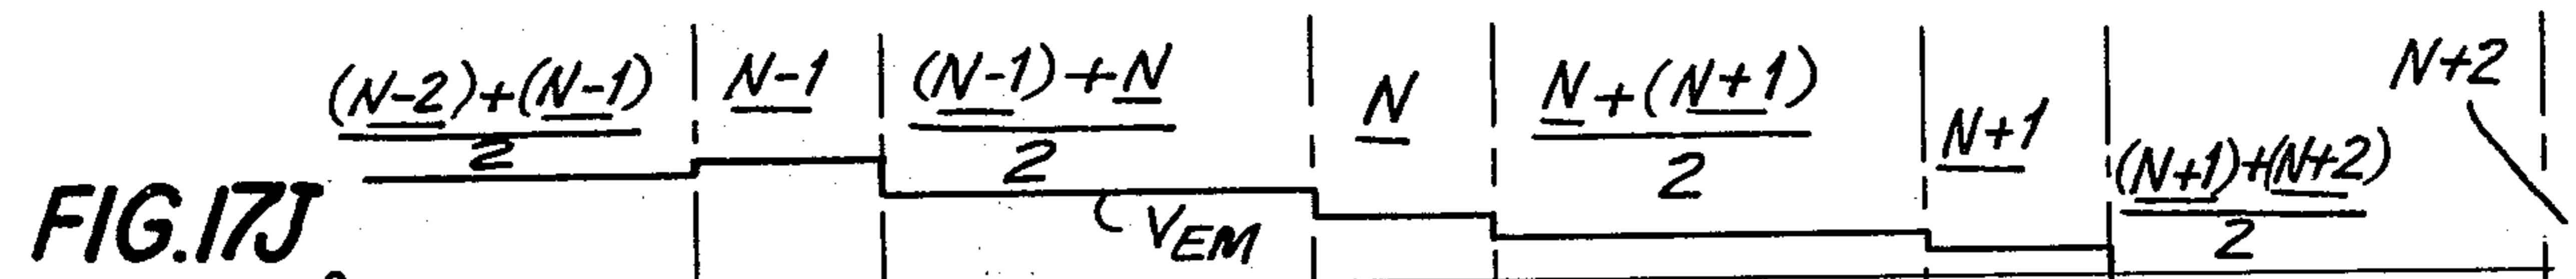 (N-2)+(N-1)
2
N-1
(N-1)+N
2
N
N+(N+1)
2
N+1
(N+1)+(N+2)
2
N+2
FIG.17J
VEM